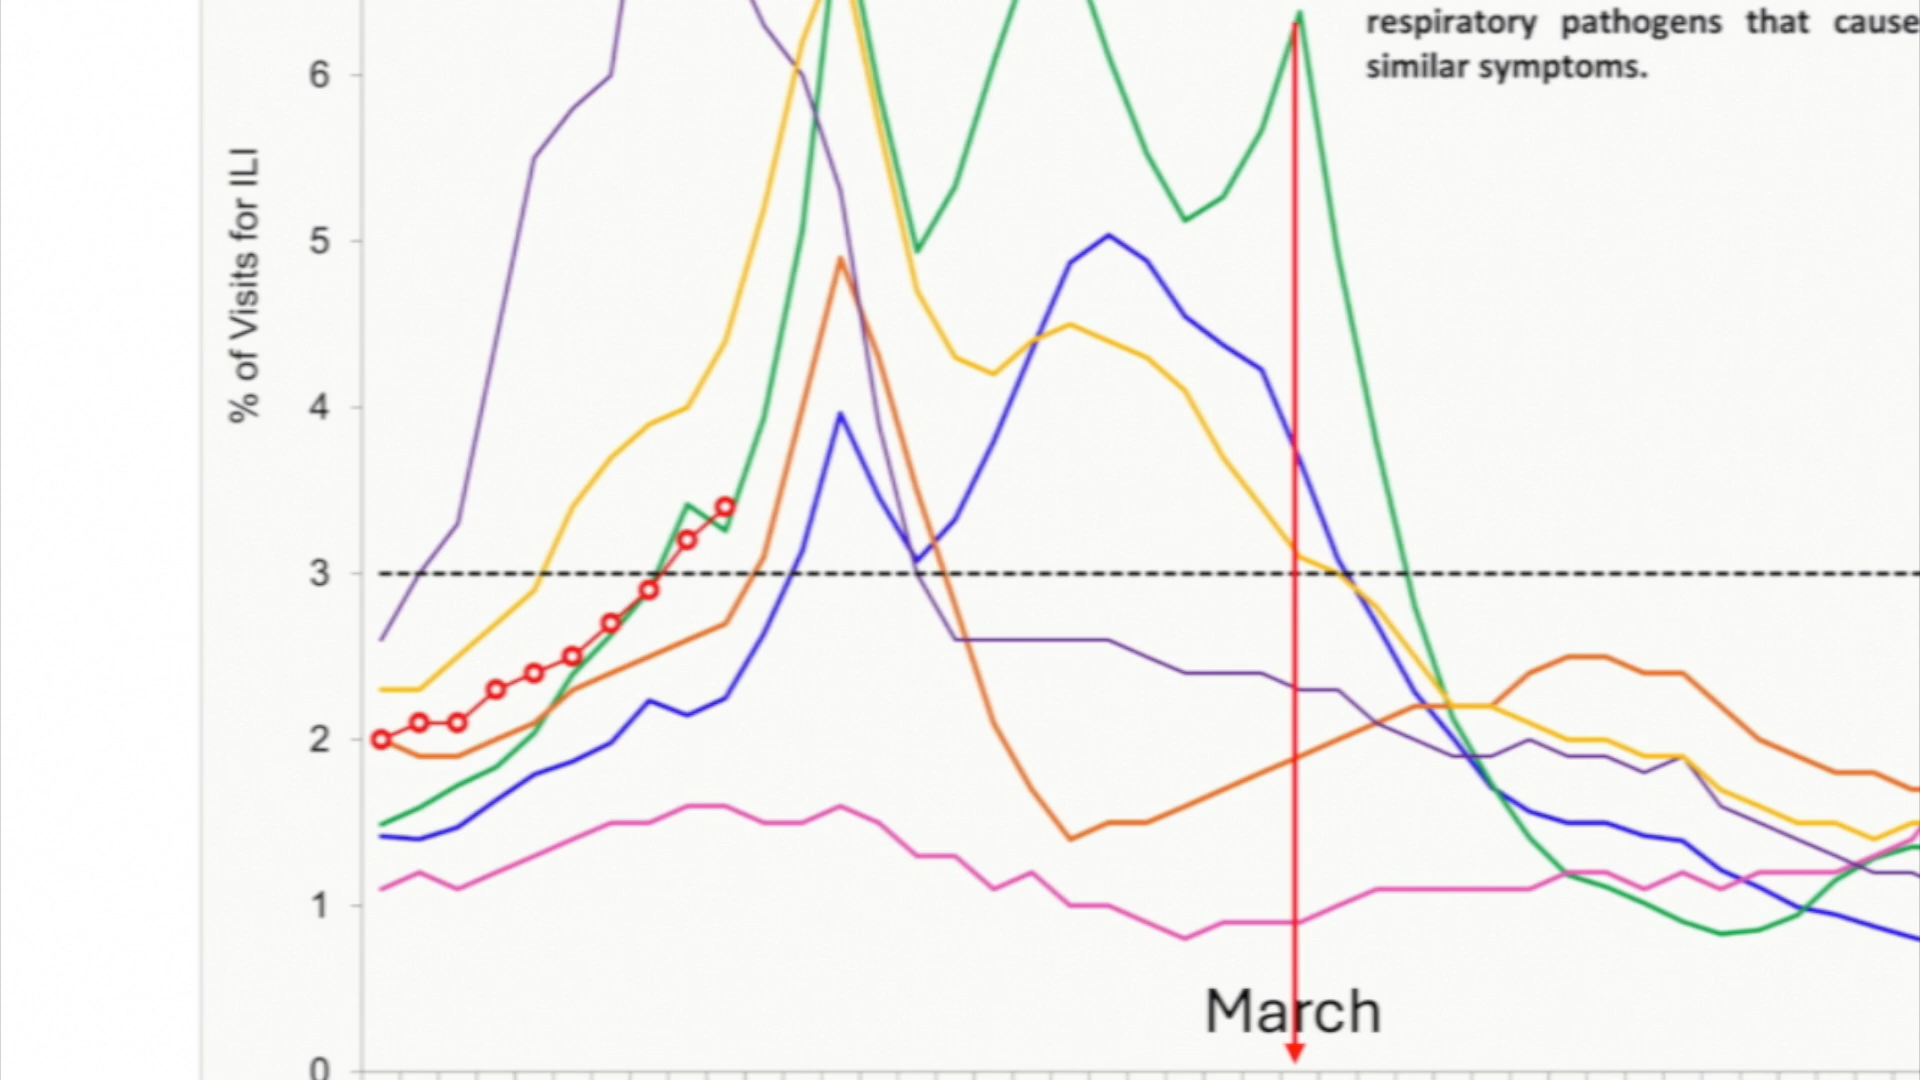 respiratory pathogens that cause
similar symptoms.
6
5
4
3
2
1
0
% of Visits for ILI
March